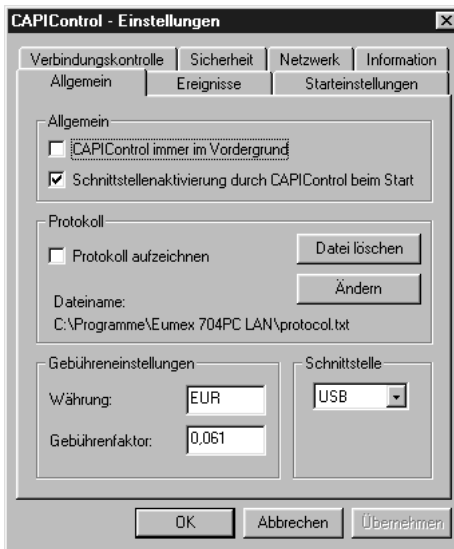 CAPIControl - Einstellungen
Verbindungskontrolle Sicherheit Netzwerk Information
Allgemein Ereignisse Starteinstellungen
Allgemein
CAPIControl immer im Vordergrund
Schnittstellenaktivierung durch CAPIControl beim Start
Protokoll
Protokoll aufzeichnen Datei löschen
Ändern
Dateiname:
C:\Programme\Eumex 704PC LAN\protocol.txt
Gebühreneinstellungen Schnittstelle
Währung: EUR USB
Gebührenfaktor: 0,061
OK Abbrechen Übernehmen